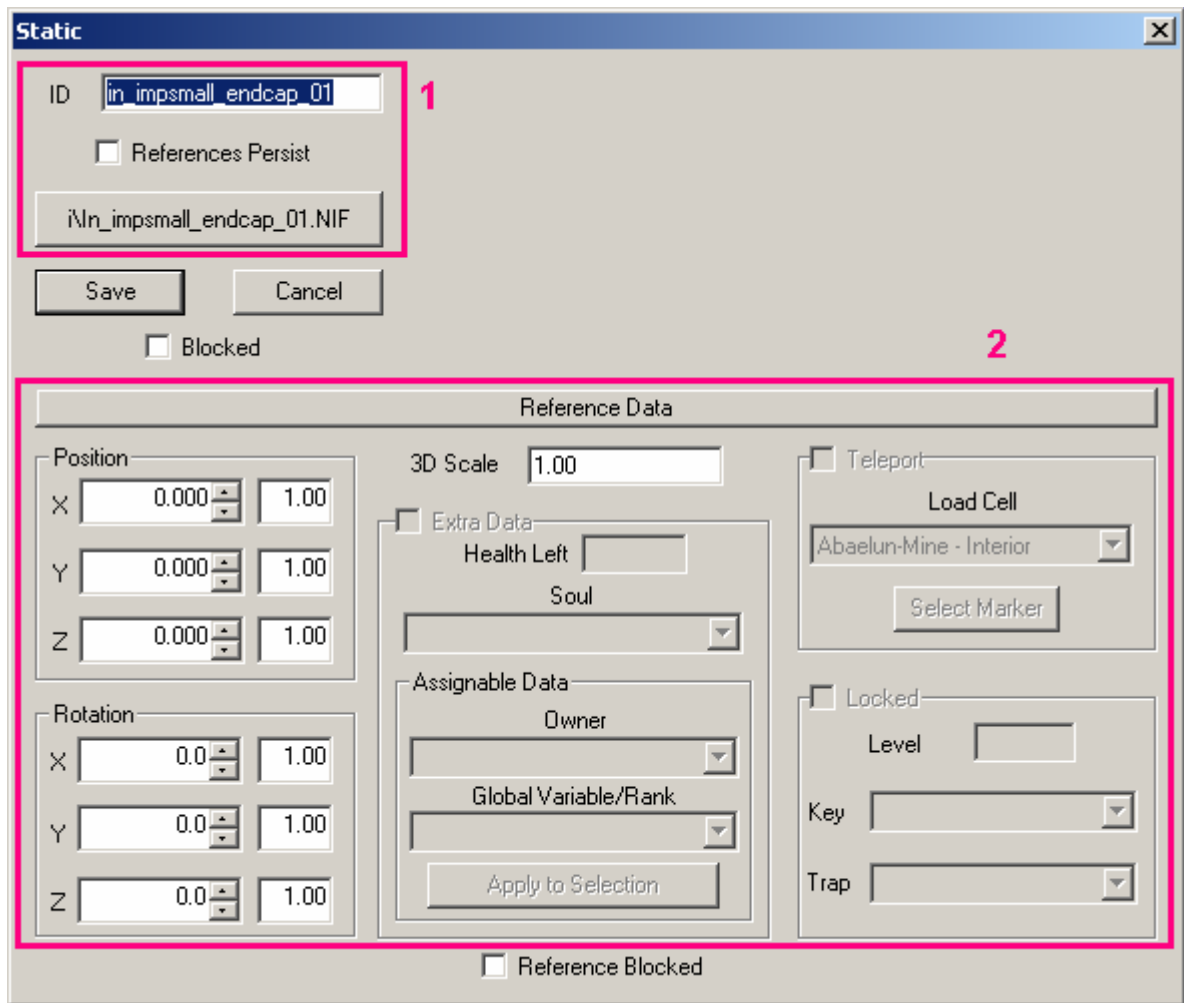 Static
ID in_impsmall_endcap_01
1
References Persist
i\In_impsmall_endcap_01.NIF
Save Cancel
Blocked
2
Reference Data
Position
X 0.000 1.00
Y 0.000 1.00
Z 0.000 1.00
Rotation
X 0.0 1.00
Y 0.0 1.00
Z 0.0 1.00
3D Scale 1.00
Extra Data
Health Left
Soul
Assignable Data
Owner
Global Variable/Rank
Apply to Selection
Teleport
Load Cell
Abaelun-Mine - Interior
Select Marker
Locked
Level
Key
Trap
Reference Blocked